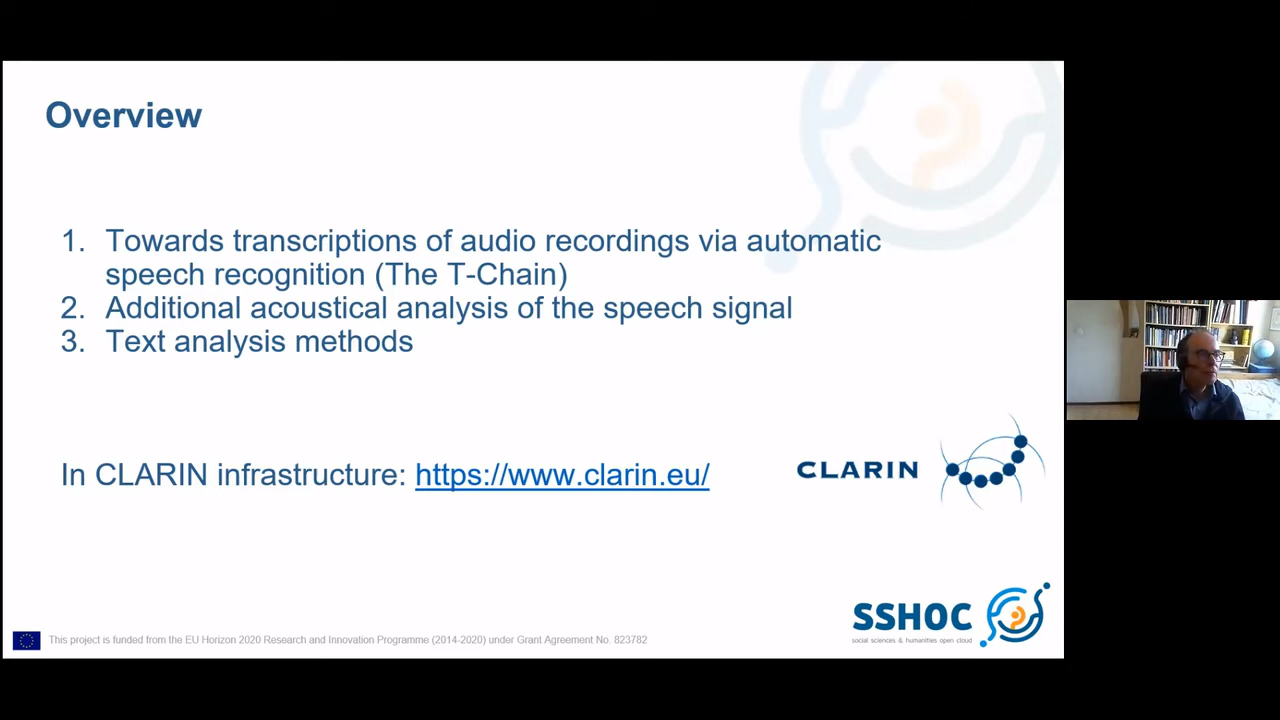 Overview
1. Towards transcriptions of audio recordings via automatic
speech recognition (The T-Chain)
2. Additional acoustical analysis of the speech signal
3. Text analysis methods
In CLARIN infrastructure: https://www.clarin.eu/
CLARIN
SSHOC
social sciences & humanities open cloud
This project is funded from the EU Horizon 2020 Research and Innovation Programme (2014-2020) under Grant Agreement No. 823782